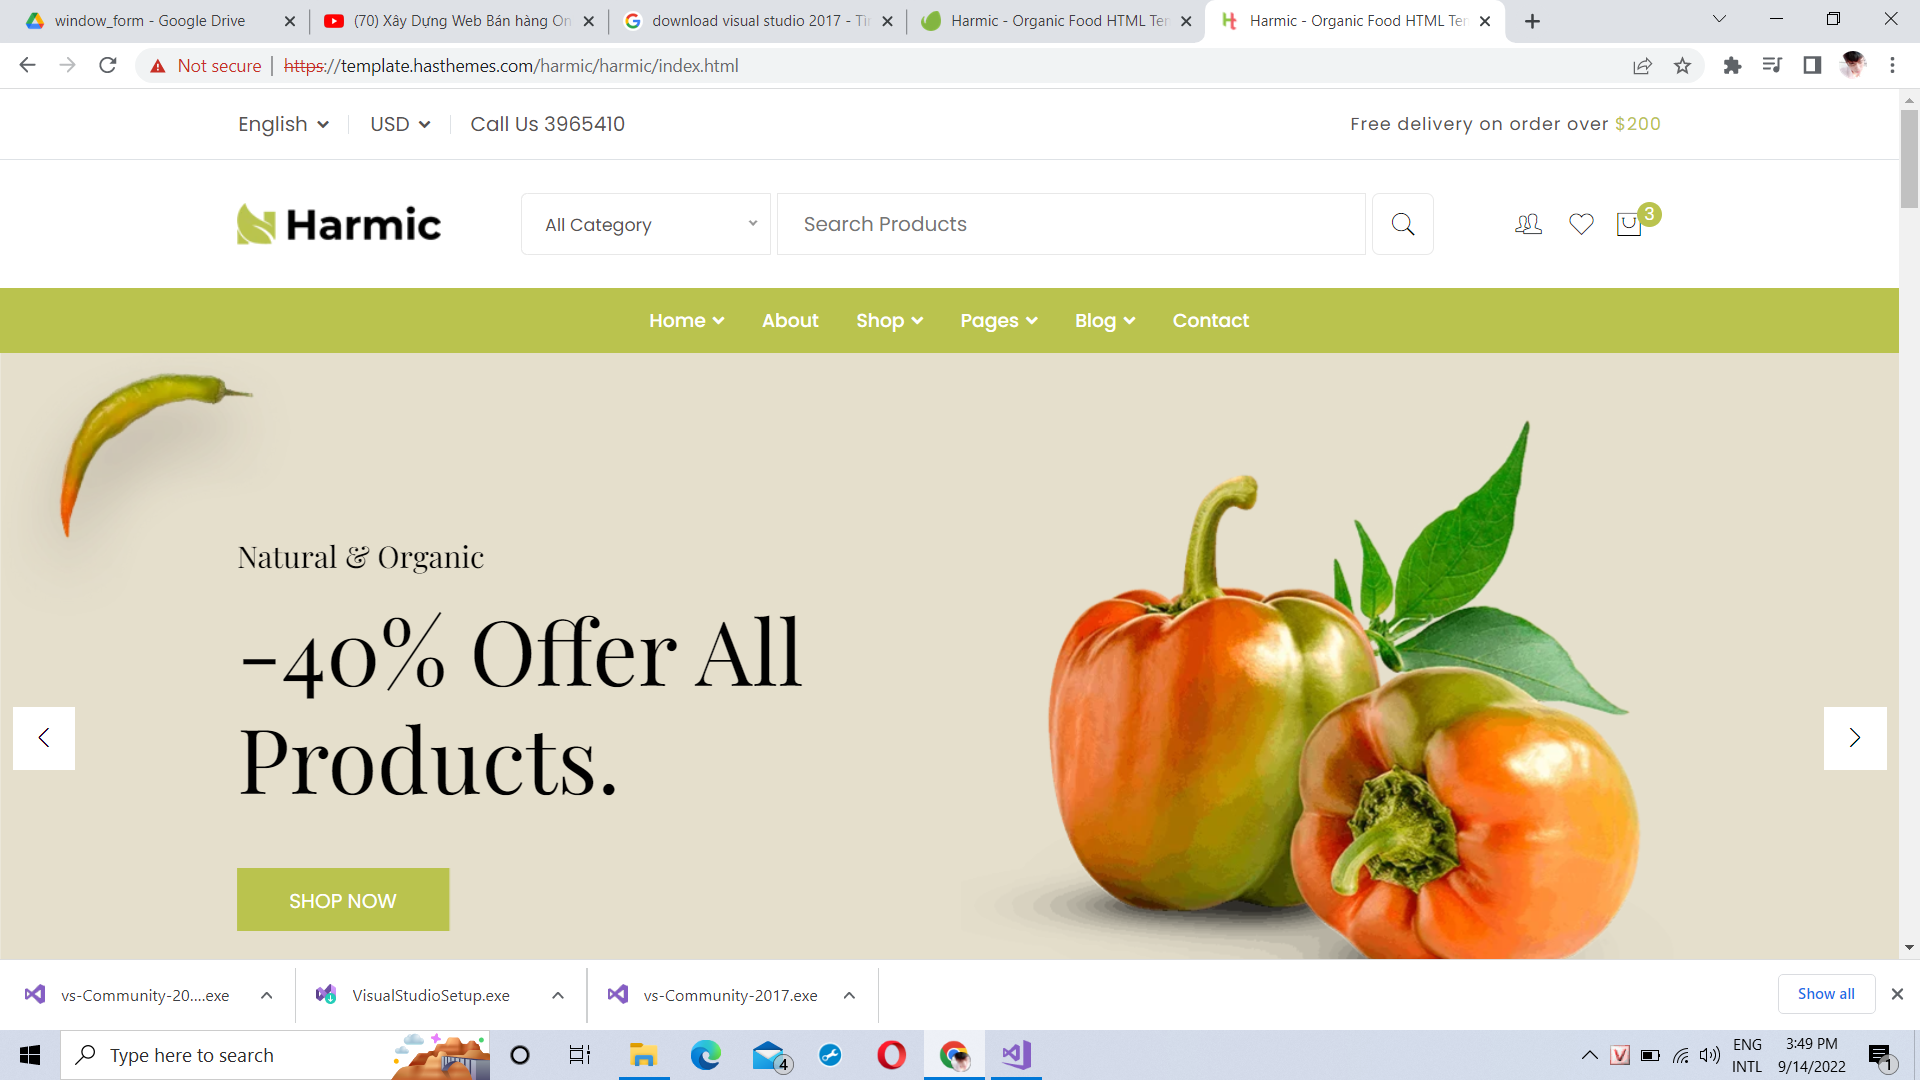 window_form - Google Drive
(70) Xây Dựng Web Bán hàng On
download visual studio 2017 - Tìr
Harmic - Organic Food HTML Ter
Harmic - Organic Food HTML Ter
Not secure
https://template.hasthemes.com/harmic/harmic/index.html
English
USD
Call Us 3965410
Free delivery on order over $200
Harmic
All Category
Search Products
3
Home
About
Shop
Pages
Blog
Contact
Natural & Organic
-40% Offer All
Products.
SHOP NOW
vs-Community-20....exe
VisualStudioSetup.exe
vs-Community-2017.exe
Show all
Type here to search
4
V
ENG
INTL
3:49 PM
9/14/2022
1